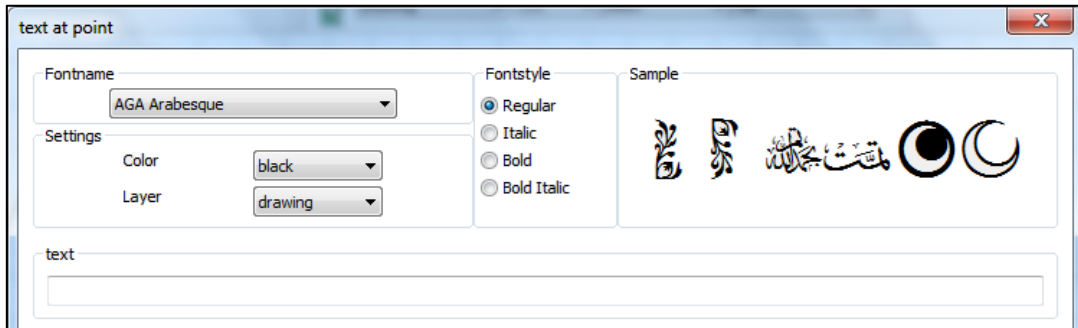 text at point
Fontname
AGA Arabesque
Fontstyle
Regular
Italic
Bold
Bold Italic
Sample
Settings
Color
black
Layer
drawing
text